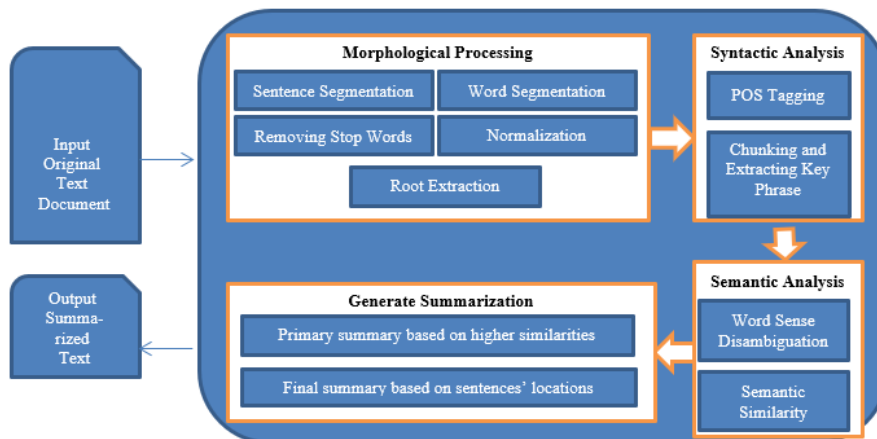 Input
Original
Text
Document
Morphological Processing
Sentence Segmentation
Word Segmentation
Removing Stop Words
Normalization
Root Extraction
Syntactic Analysis
POS Tagging
Chunking and
Extracting Key
Phrase
Semantic Analysis
Word Sense
Disambiguation
Semantic
Similarity
Generate Summarization
Primary summary based on higher similarities
Final summary based on sentences’ locations
Output
Summa-
rized
Text